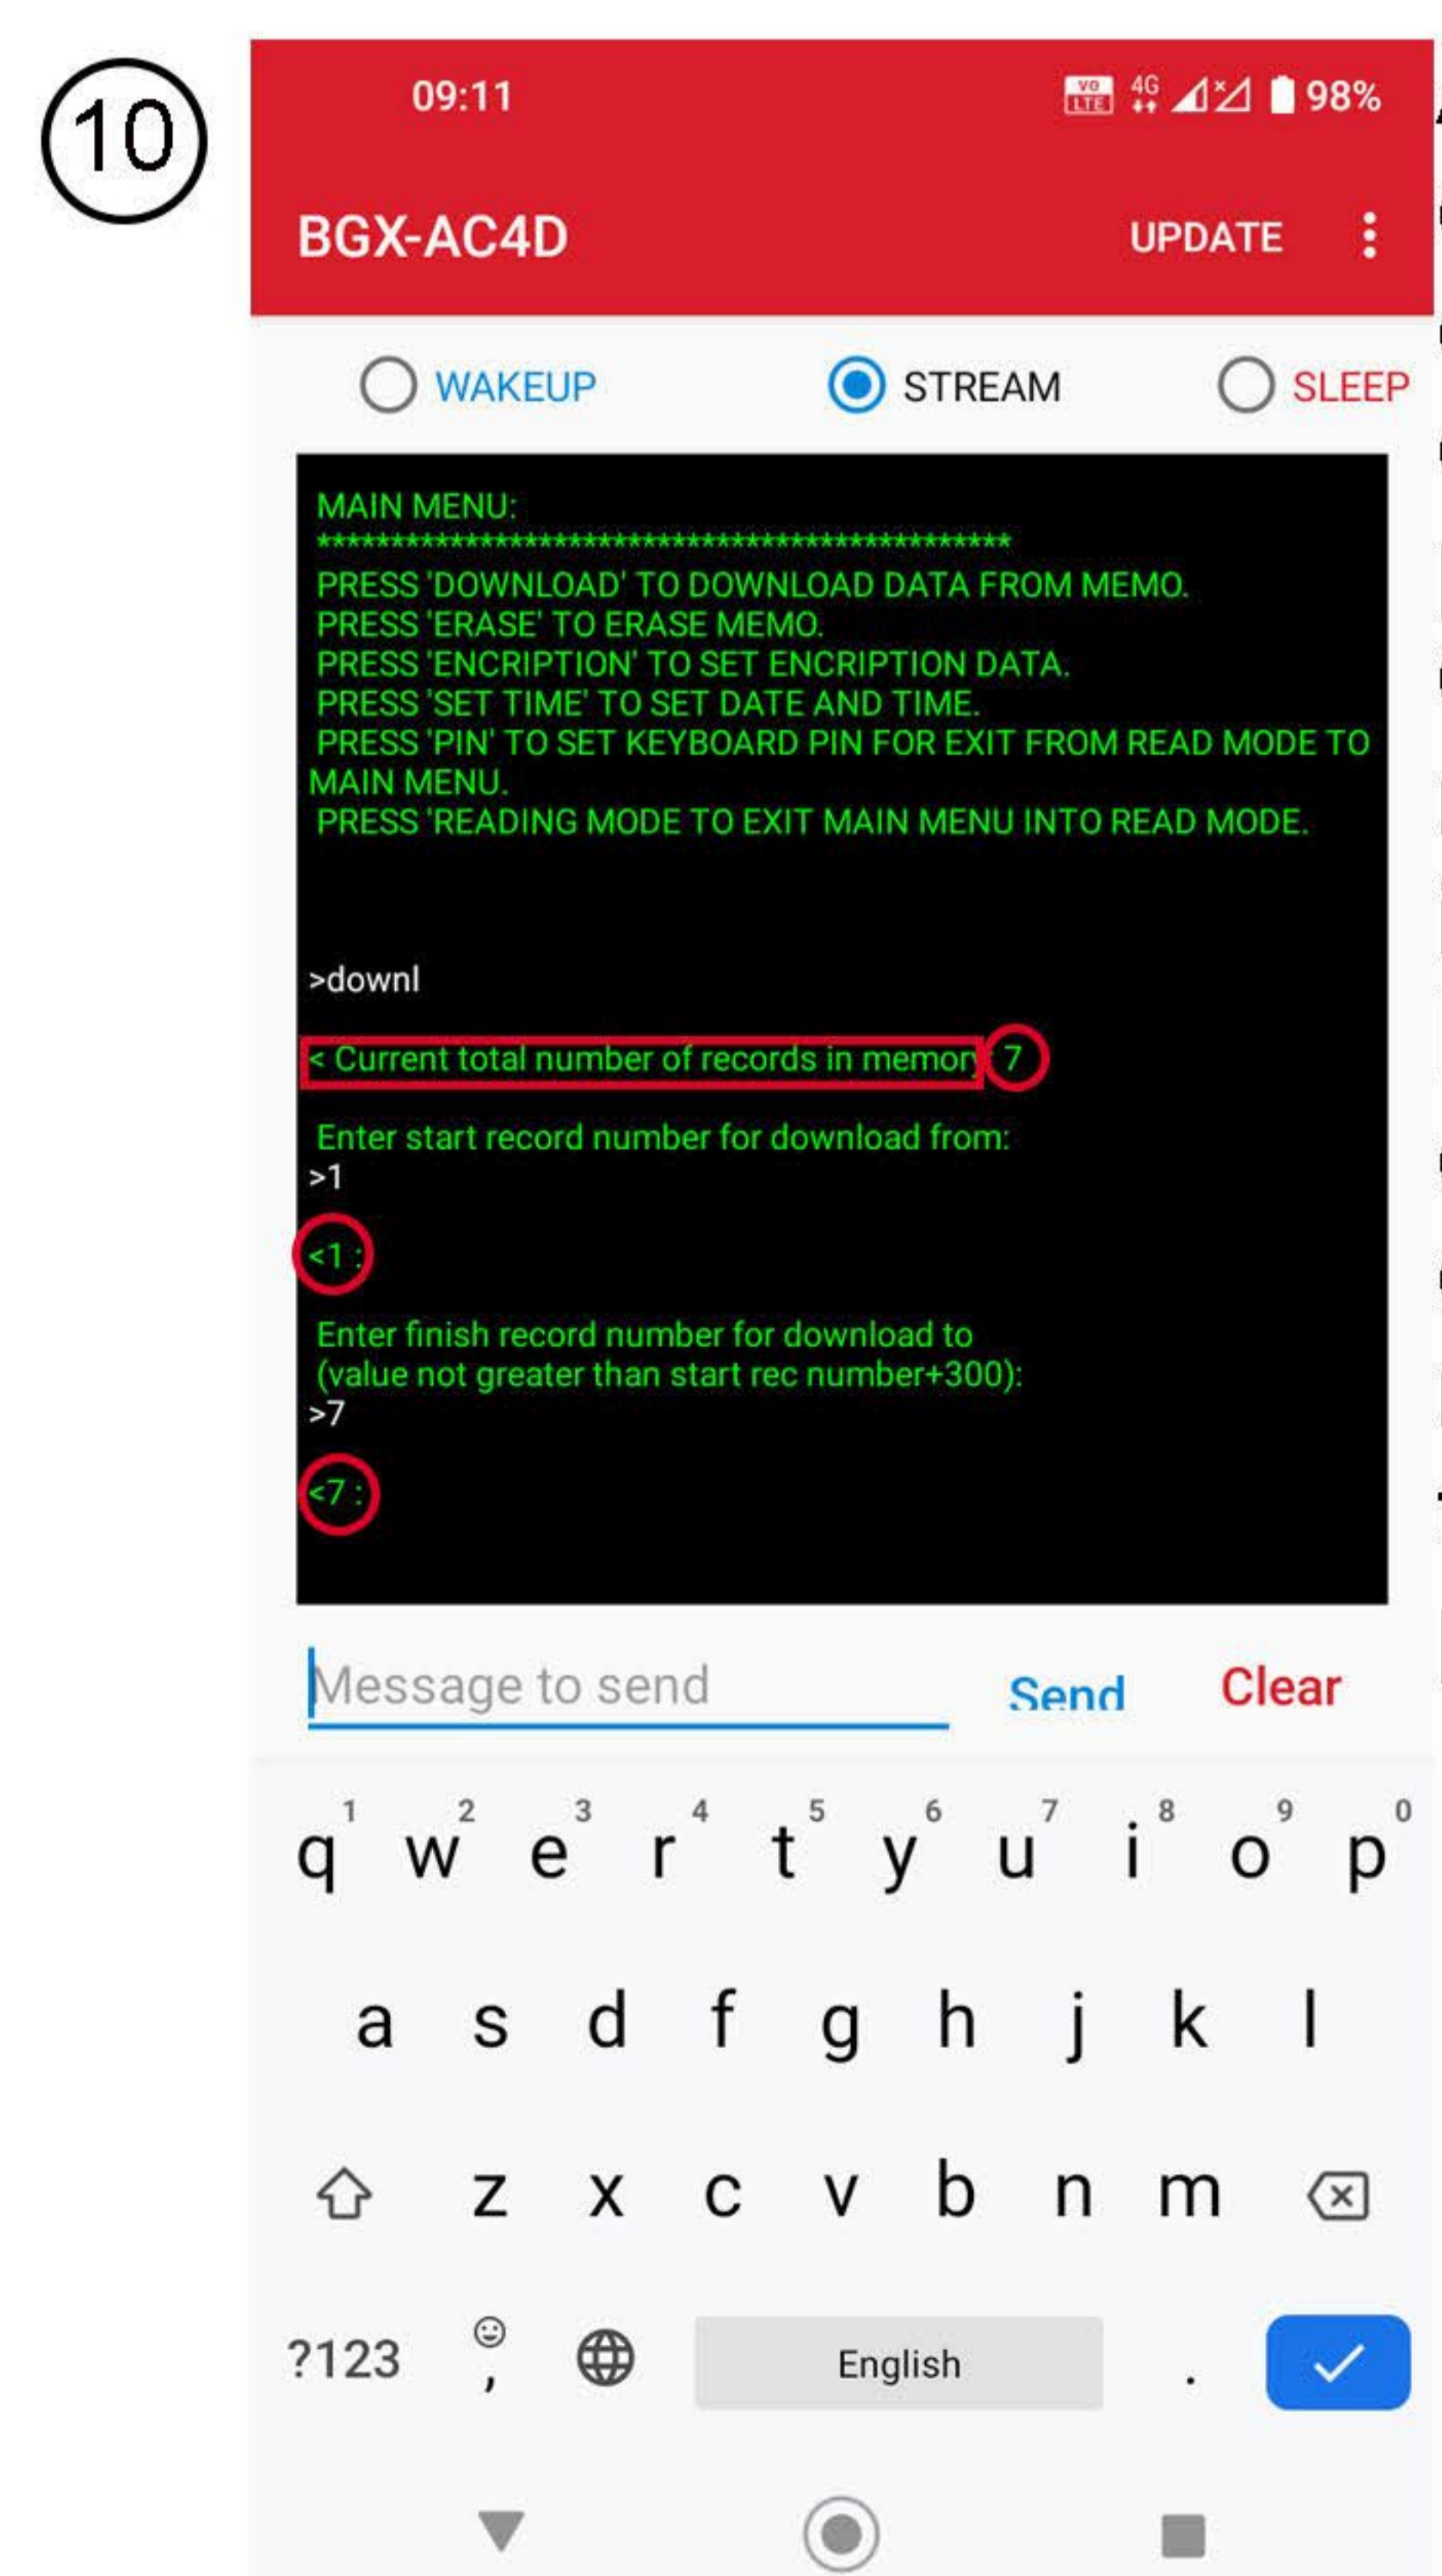 10
09:11
VO LTE 4G 98%
BGX-AC4D UPDATE
WAKEUP STREAM SLEEP
MAIN MENU:
***********************************************
PRESS 'DOWNLOAD' TO DOWNLOAD DATA FROM MEMO.
PRESS 'ERASE' TO ERASE MEMO.
PRESS 'ENCRIPTION' TO SET ENCRIPTION DATA.
PRESS 'SET TIME' TO SET DATE AND TIME.
PRESS 'PIN' TO SET KEYBOARD PIN FOR EXIT FROM READ MODE TO
MAIN MENU.
PRESS 'READING MODE TO EXIT MAIN MENU INTO READ MODE.
>downl
< Current total number of records in memory 7
Enter start record number for download from:
>1
<1 :
Enter finish record number for download to
(value not greater than start rec number+300):
>7
<7 :
Message to send Send Clear
1 2 3 4 5 6 7 8 9 0
q w e r t y u i o p
a s d f g h j k l
z x c v b n m
?123 , English .